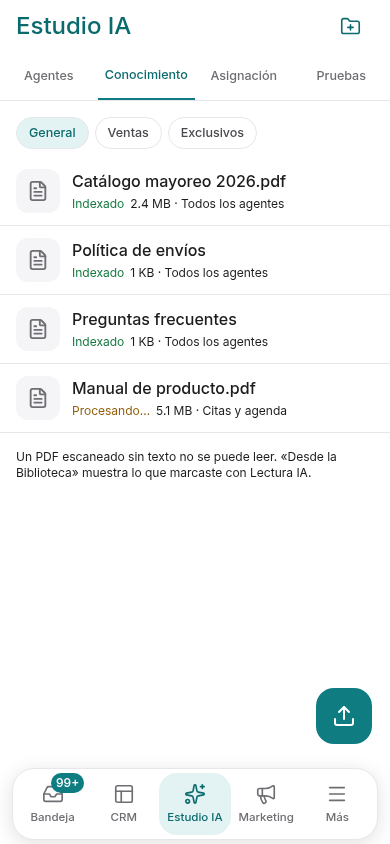 Estudio IA
Agentes
Conocimiento
Asignación
Pruebas
General
Ventas
Exclusivos
Catálogo mayoreo 2026.pdf
Indexado 2.4 MB · Todos los agentes
Política de envíos
Indexado 1 KB · Todos los agentes
Preguntas frecuentes
Indexado 1 KB · Todos los agentes
Manual de producto.pdf
Procesando... 5.1 MB · Citas y agenda
Un PDF escaneado sin texto no se puede leer. «Desde la
Biblioteca» muestra lo que marcaste con Lectura IA.
99+
Bandeja
CRM
Estudio IA
Marketing
Más